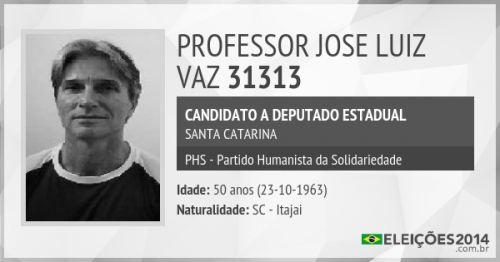 PROFESSOR JOSE LUIZ
VAZ 31313
CANDIDATO A DEPUTADO ESTADUAL
SANTA CATARINA
PHS - Partido Humanista da Solidariedade
Idade: 50 anos (23-10-1963)
Naturalidade: SC - Itajai
ELEIÇÕES2014
.com.br